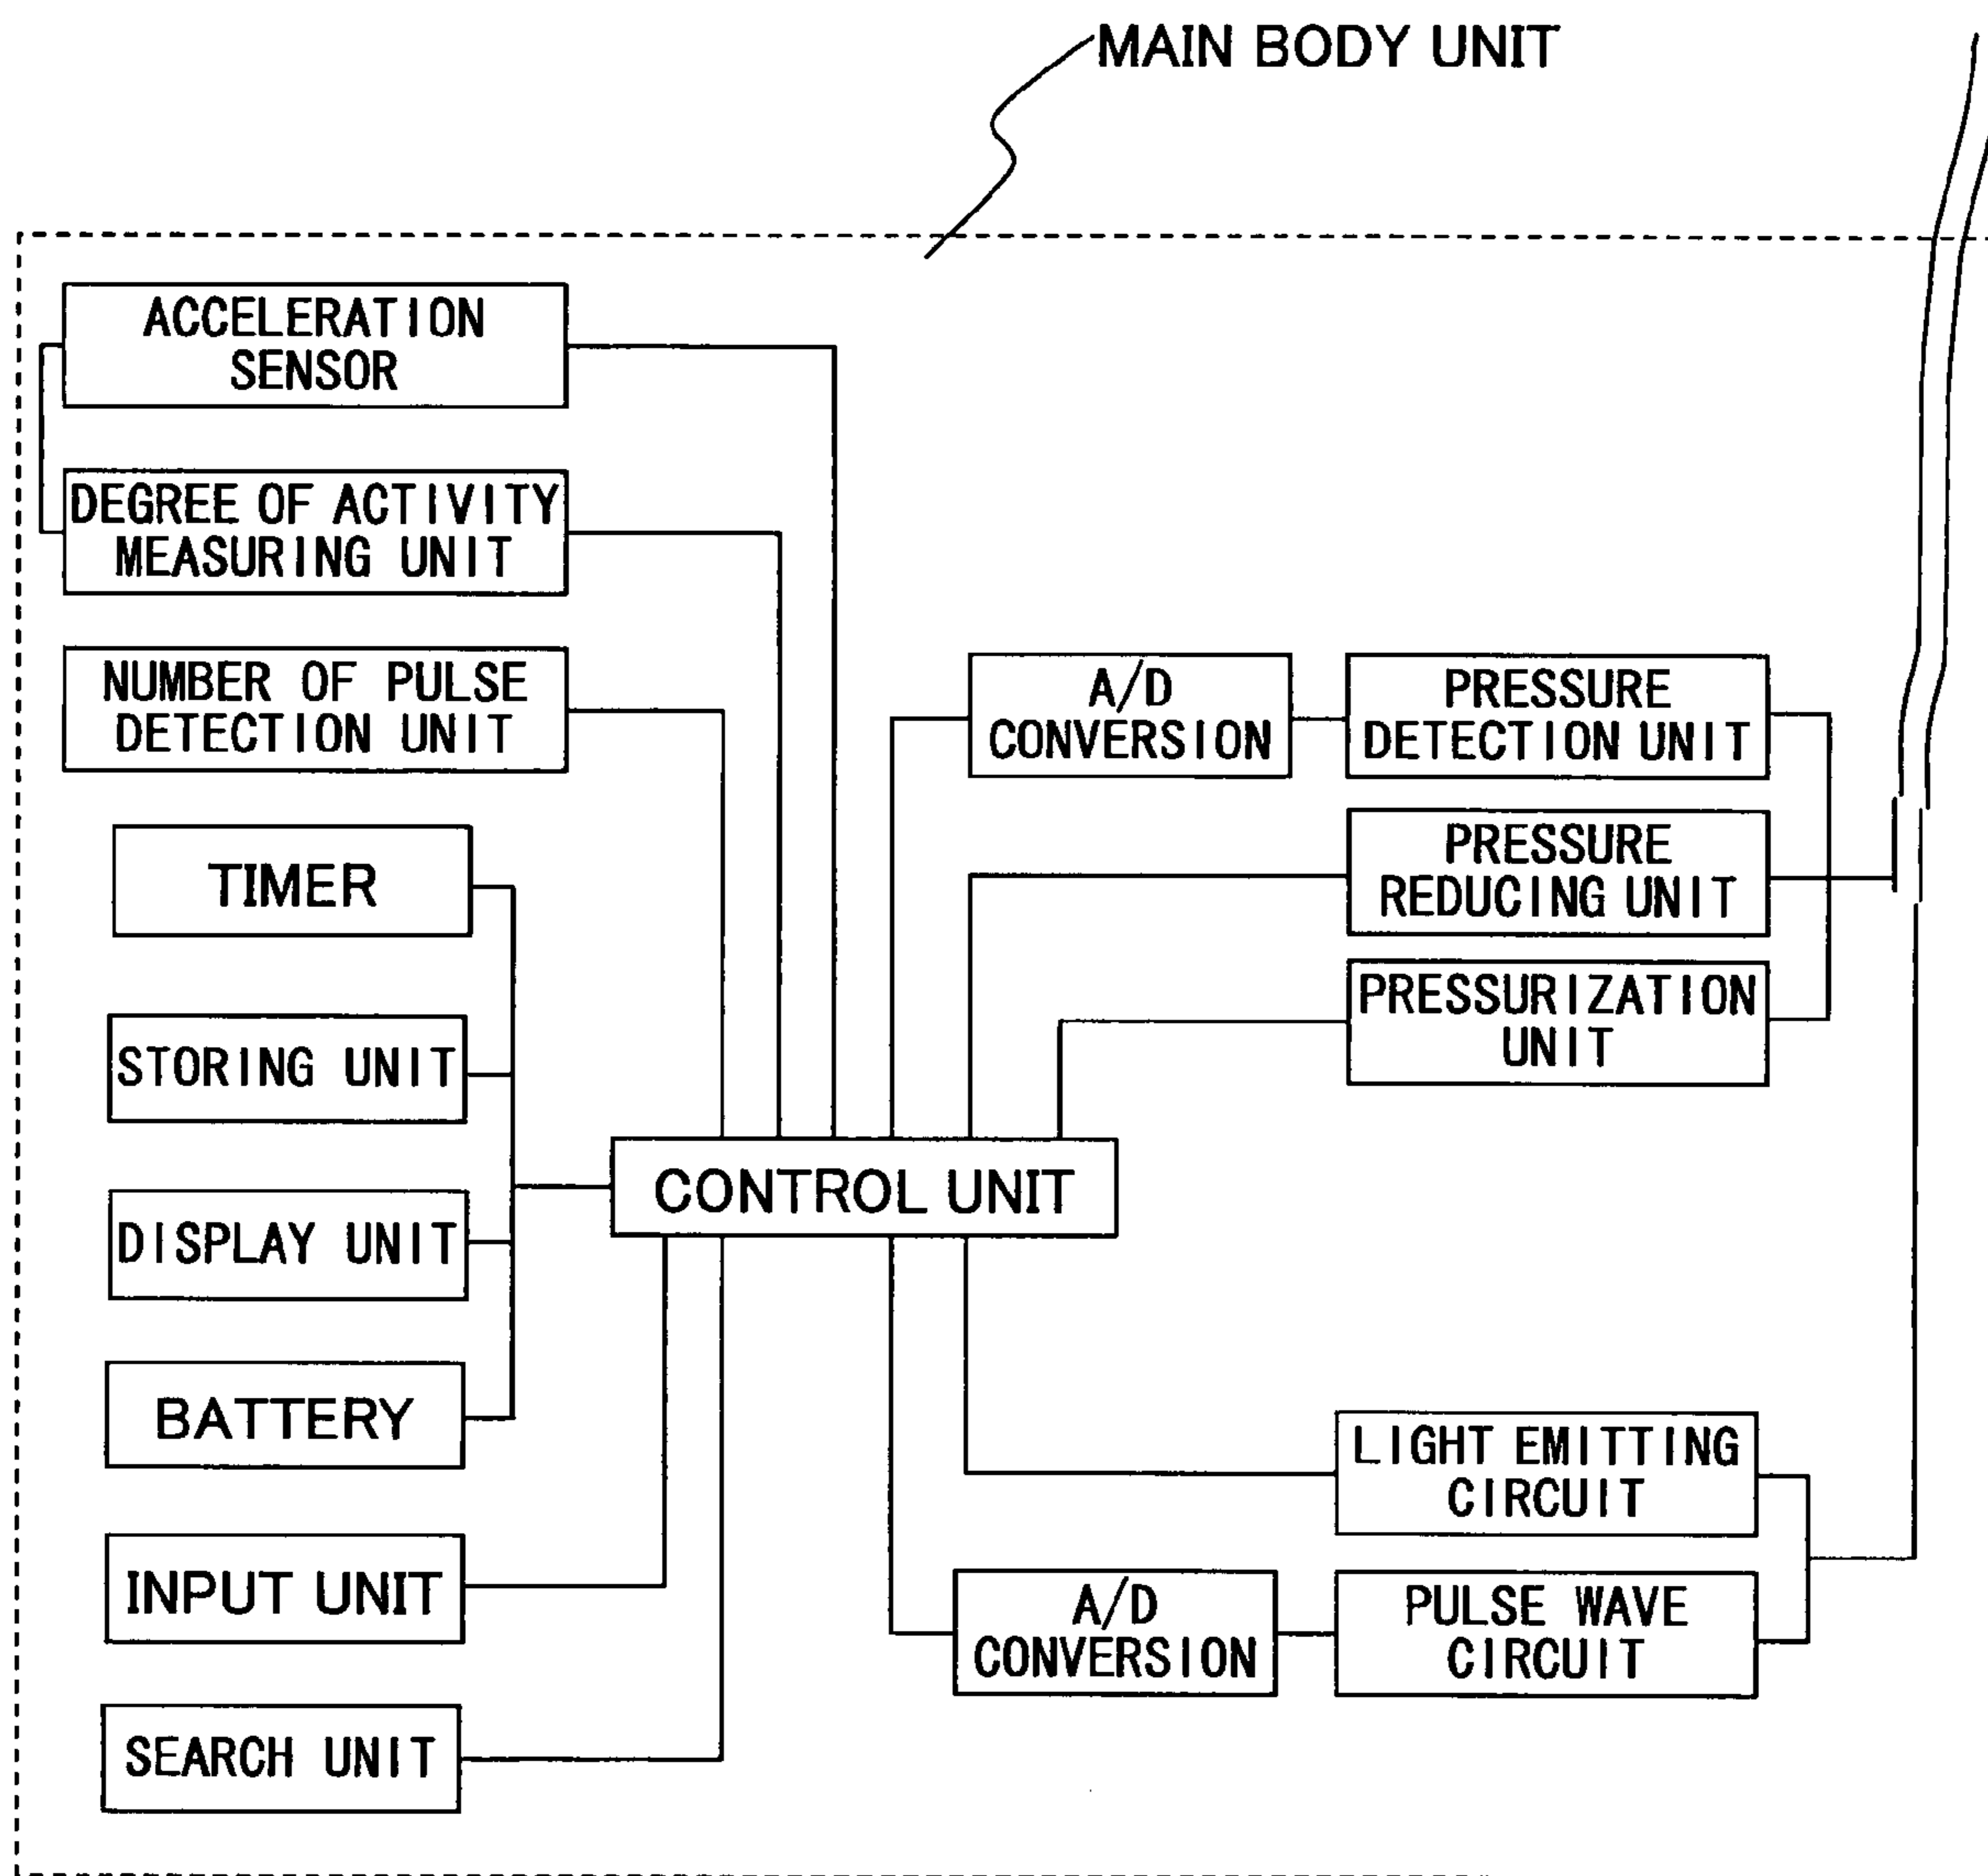 MAIN BODY UNIT
ACCELERATION
SENSOR
DEGREE OF ACTIVITY
MEASURING UNIT
NUMBER OF PULSE
DETECTION UNIT
TIMER
STORING UNIT
DISPLAY UNIT
BATTERY
INPUT UNIT
SEARCH UNIT
CONTROL UNIT
A/D
CONVERSION
PRESSURE
DETECTION UNIT
PRESSURE
REDUCING UNIT
PRESSURIZATION
UNIT
LIGHT EMITTING
CIRCUIT
A/D
CONVERSION
PULSE WAVE
CIRCUIT